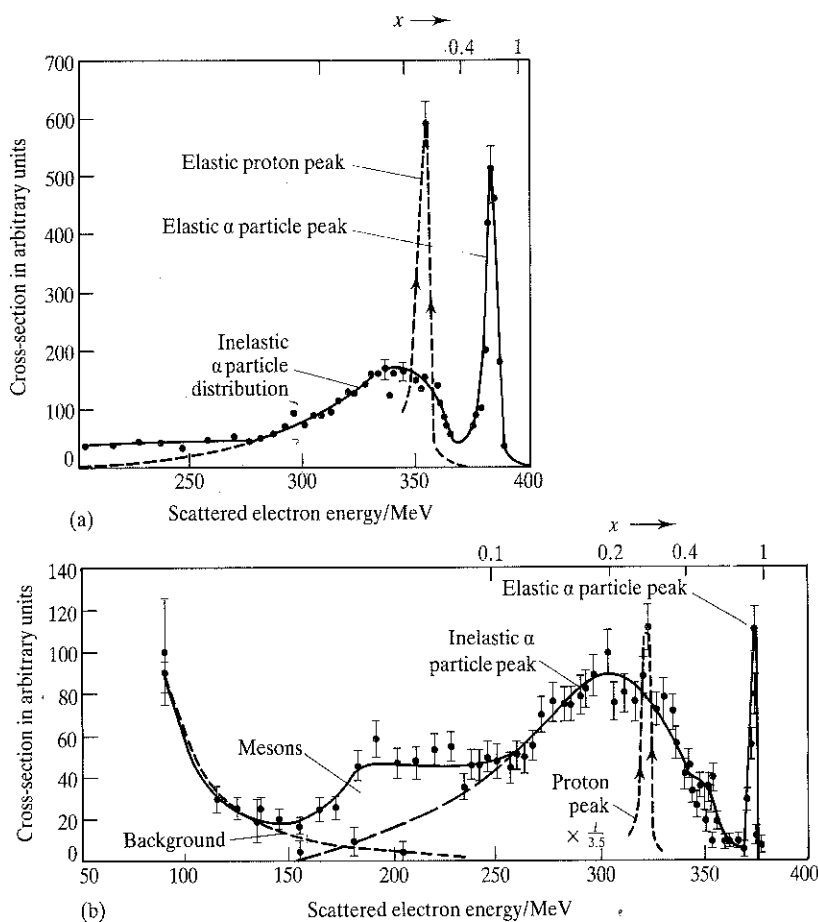 x
0.4 1
700
600
500
400
300
200
100
0
Cross-section in arbitrary units
Elastic proton peak
Elastic α particle peak
Inelastic
α particle
distribution
250 300 350 400
(a)
Scattered electron energy/MeV
x
0.1 0.2 0.4 1
140
120
100
80
60
40
20
0
Cross-section in arbitrary units
Elastic α particle peak
Inelastic α
particle peak
Mesons
Background
Proton
peak
× 1/3.5
50 100 150 200 250 300 350 400
(b)
Scattered electron energy/MeV